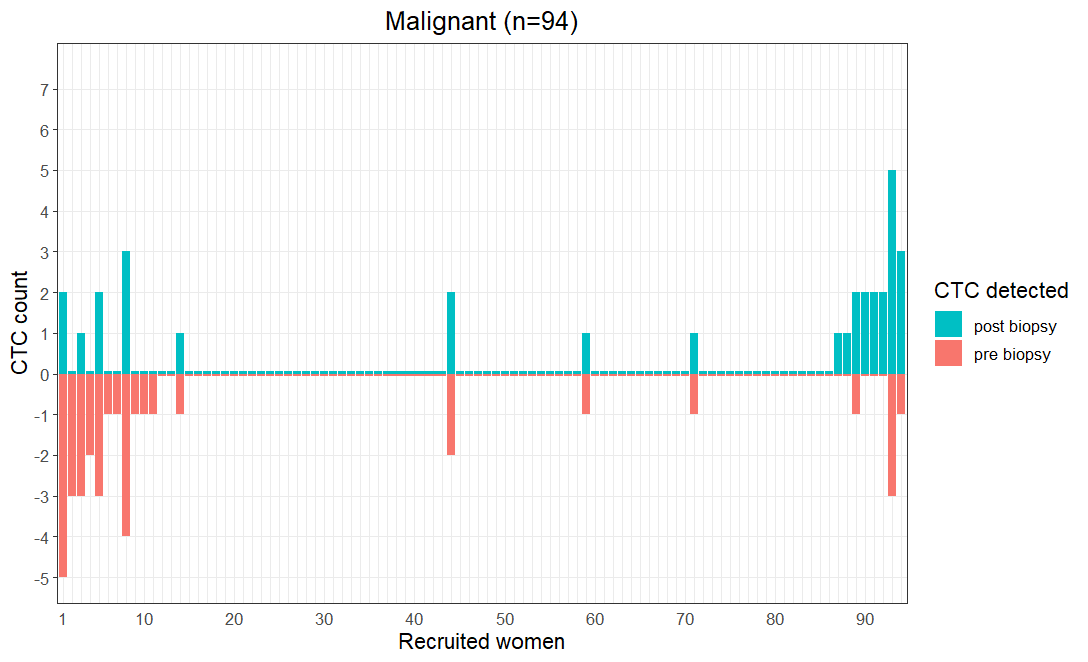 Malignant (n=94)
CTC count
7
6
5
4
3
2
1
0
-1
-2
-3
-4
-5
1 10 20 30 40 50 60 70 80 90
Recruited women
CTC detected
post biopsy
pre biopsy